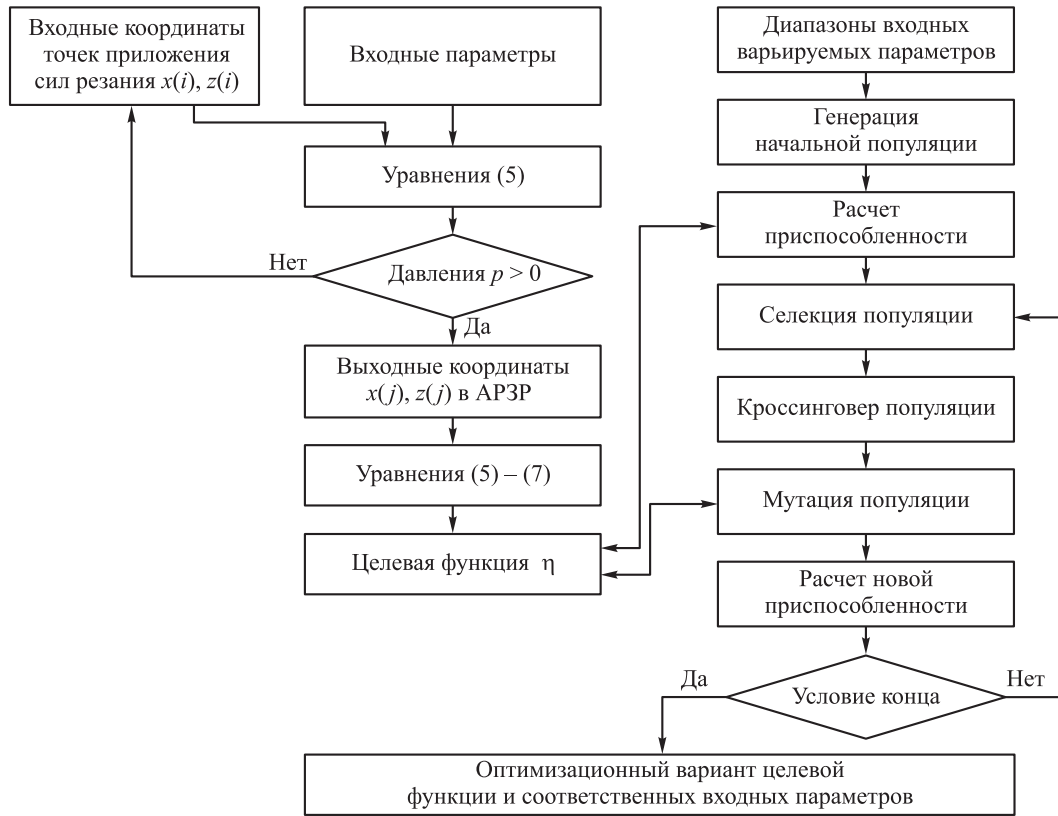 Входные координаты
точек приложения
сил резания x(i), z(i)
Входные параметры
Уравнения (5)
Давления p > 0
Нет
Да
Выходные координаты
x(j), z(j) в АРЗР
Уравнения (5) – (7)
Целевая функция η
Диапазоны входных
варьируемых параметров
Генерация
начальной популяции
Расчет
приспособленности
Селекция популяции
Кроссинговер популяции
Мутация популяции
Расчет новой
приспособленности
Условие конца
Да
Нет
Оптимизационный вариант целевой
функции и соответственных входных параметров